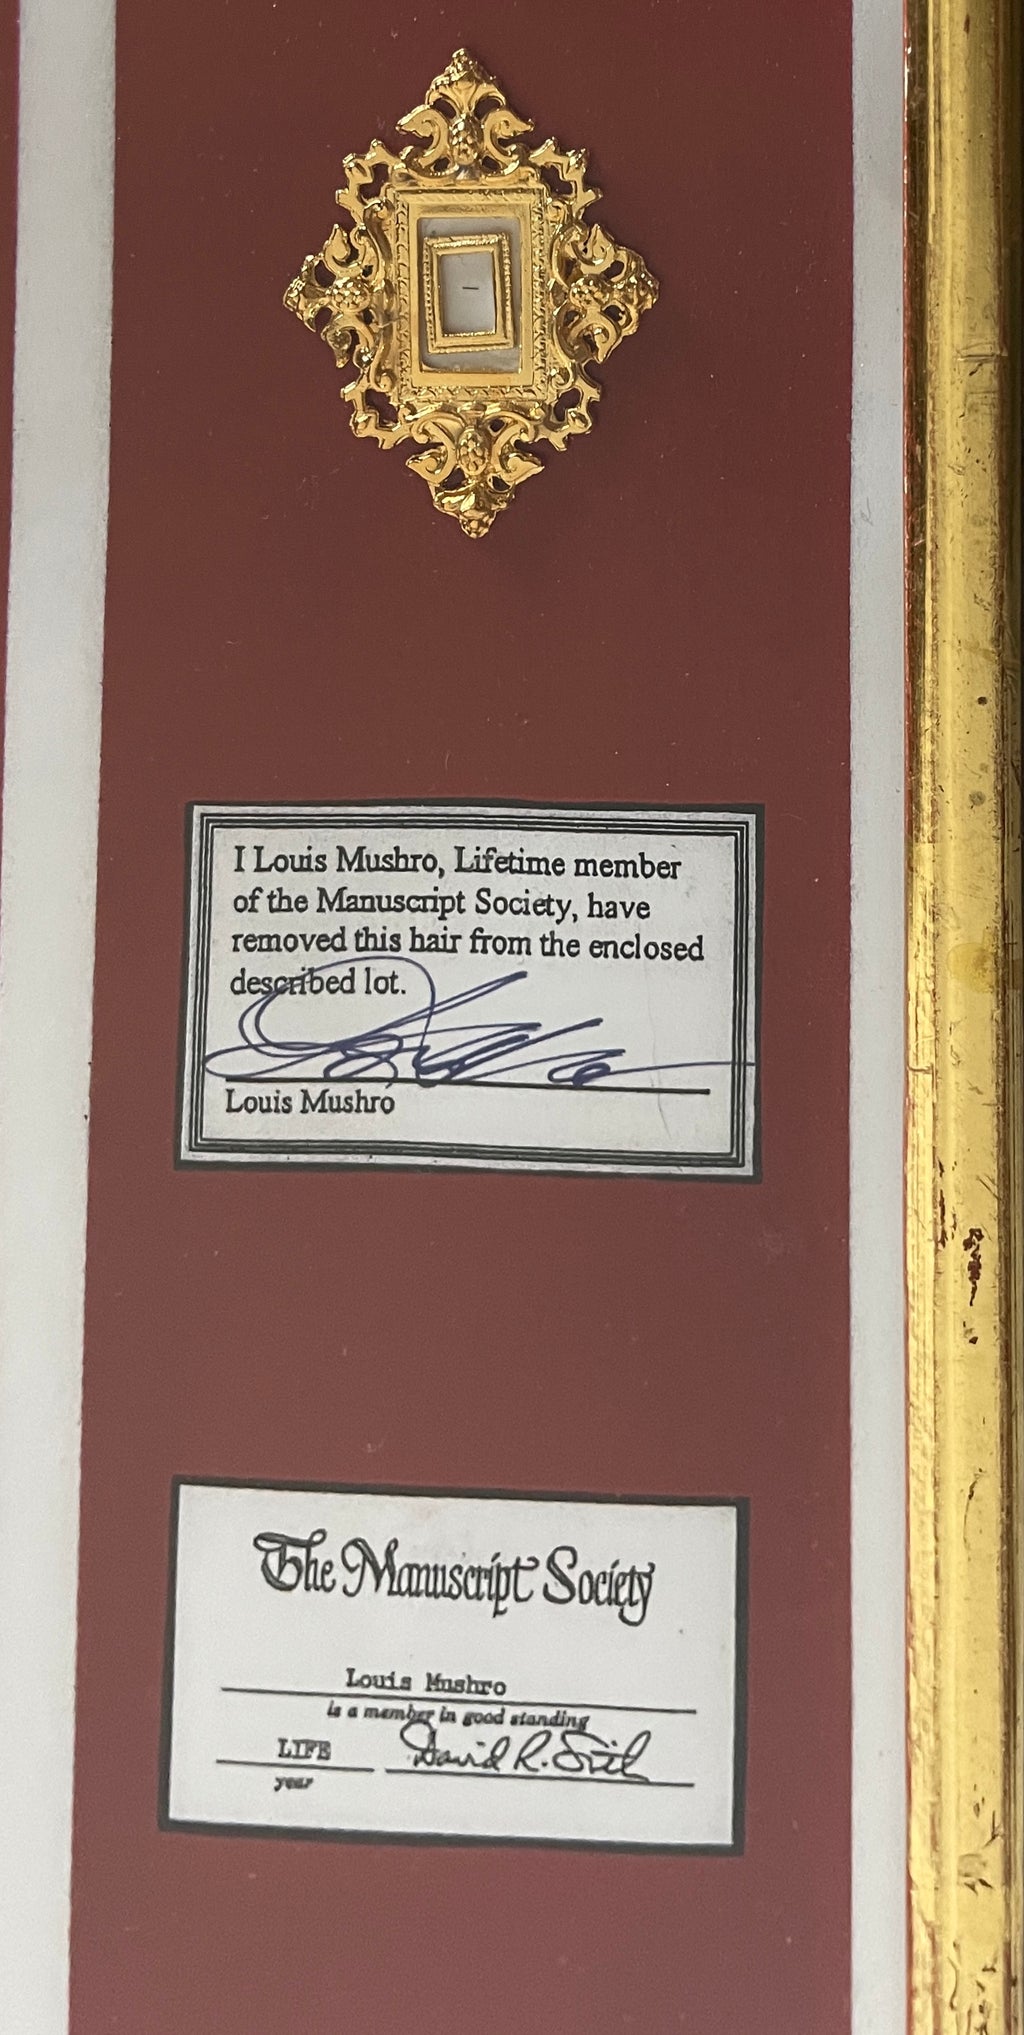 I Louis Mushro, Lifetime member
of the Manuscript Society, have
removed this hair from the enclosed
described lot.
Louis Mushro
The Manuscript Society
Louis Mushro
is a member in good standing
LIFE David R.
year